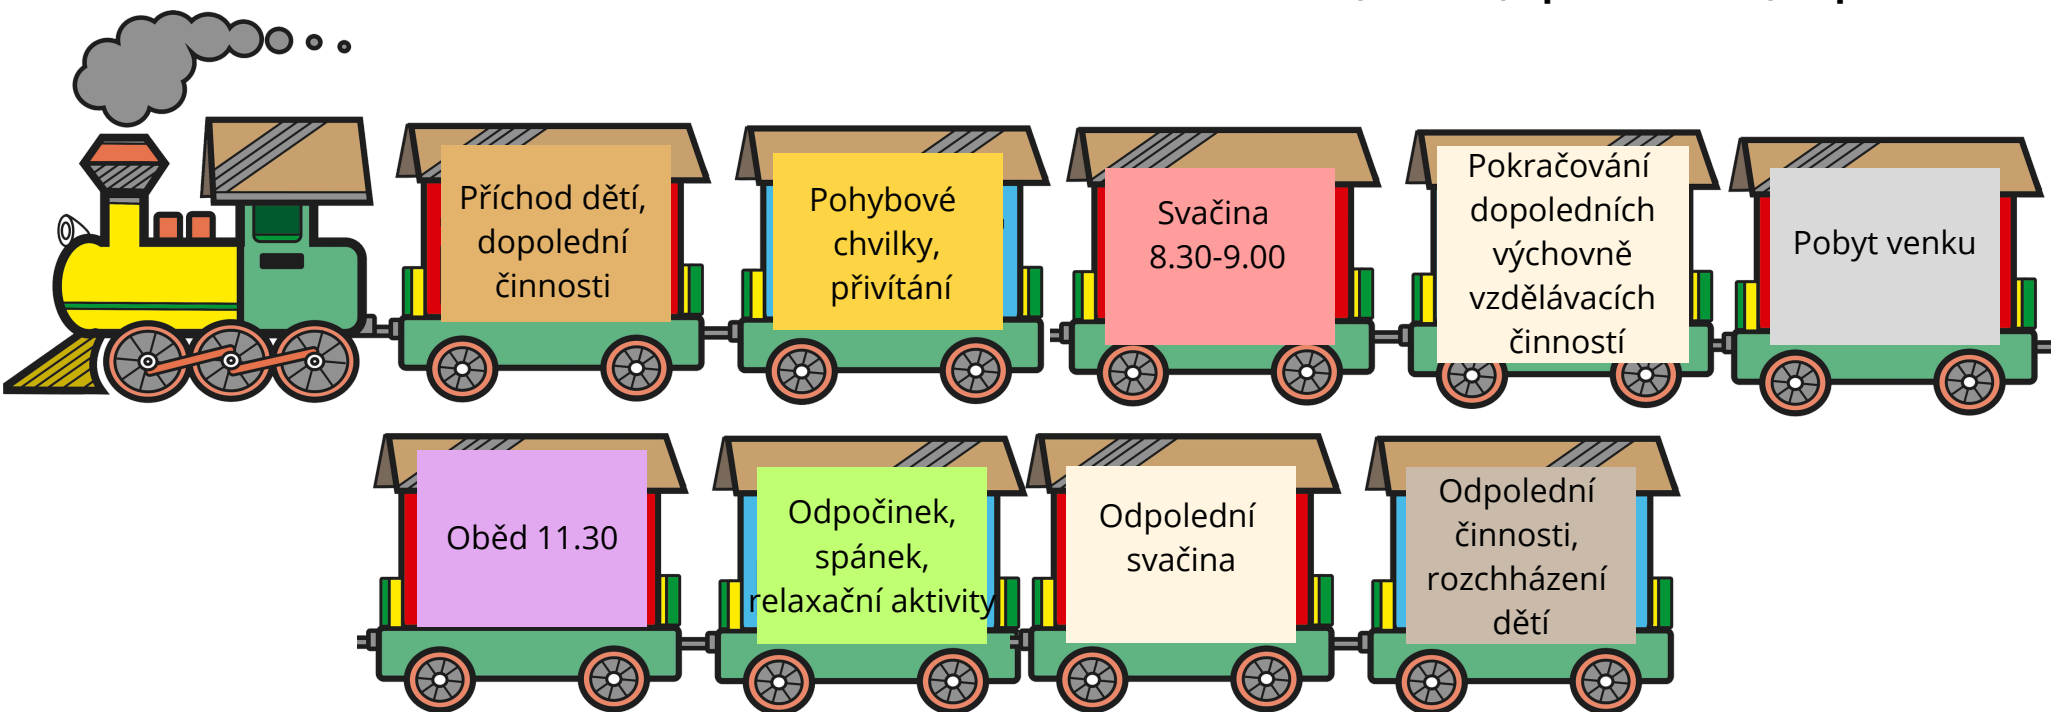 Příchod dětí,
dopolední
činnosti
Pohybové
chvilky,
přivítání
Svačina
8.30-9.00
Pokračování
dopoledních
výchovně
vzdělávacích
činností
Pobyt venku
Oběd 11.30
Odpočinek,
spánek,
relaxační aktivity
Odpolední
svačina
Odpolední
činnosti,
rozchházení
dětí